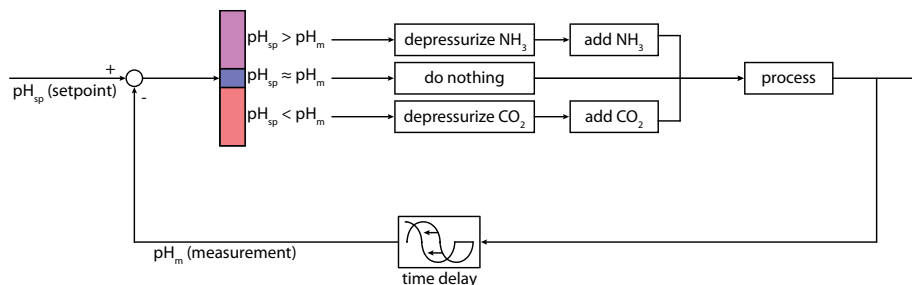 pH_sp > pH_m
depressurize NH_3
add NH_3
+
pH_sp (setpoint)
-
pH_sp ≈ pH_m
do nothing
process
pH_sp < pH_m
depressurize CO_2
add CO_2
pH_m (measurement)
time delay